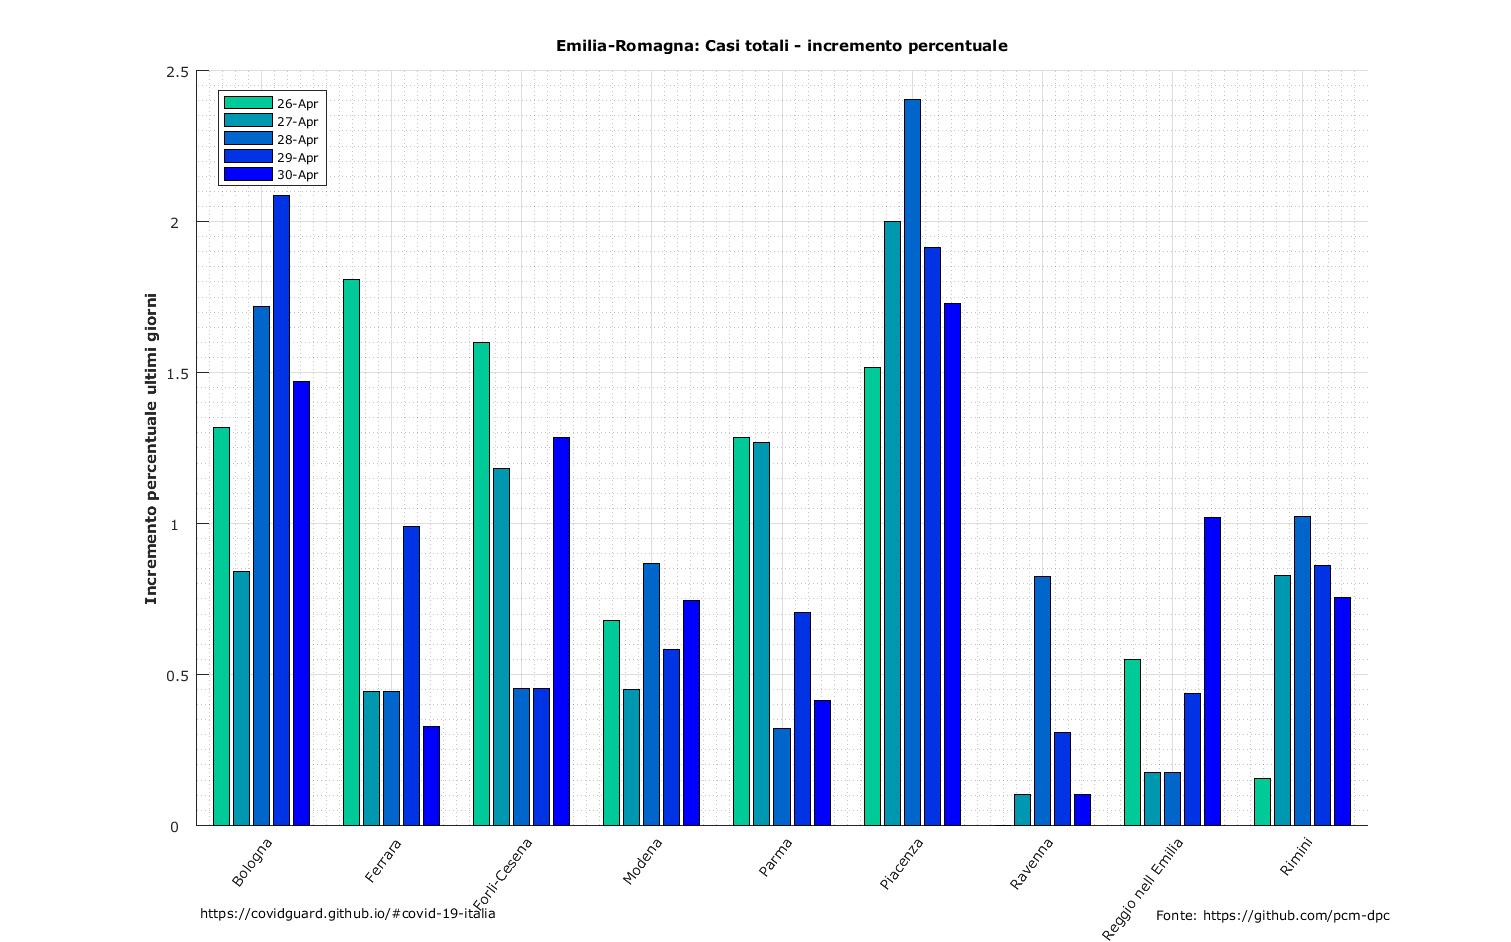 Emilia-Romagna: Casi totali - incremento percentuale
Incremento percentuale ultimi giorni
2.5
2
1.5
1
0.5
0
26-Apr
27-Apr
28-Apr
29-Apr
30-Apr
Bologna
Ferrara
Forlì-Cesena
Modena
Parma
Piacenza
Ravenna
Reggio nell Emilia
Rimini
https://covidguard.github.io/#covid-19-italia
Fonte: https://github.com/pcm-dpc